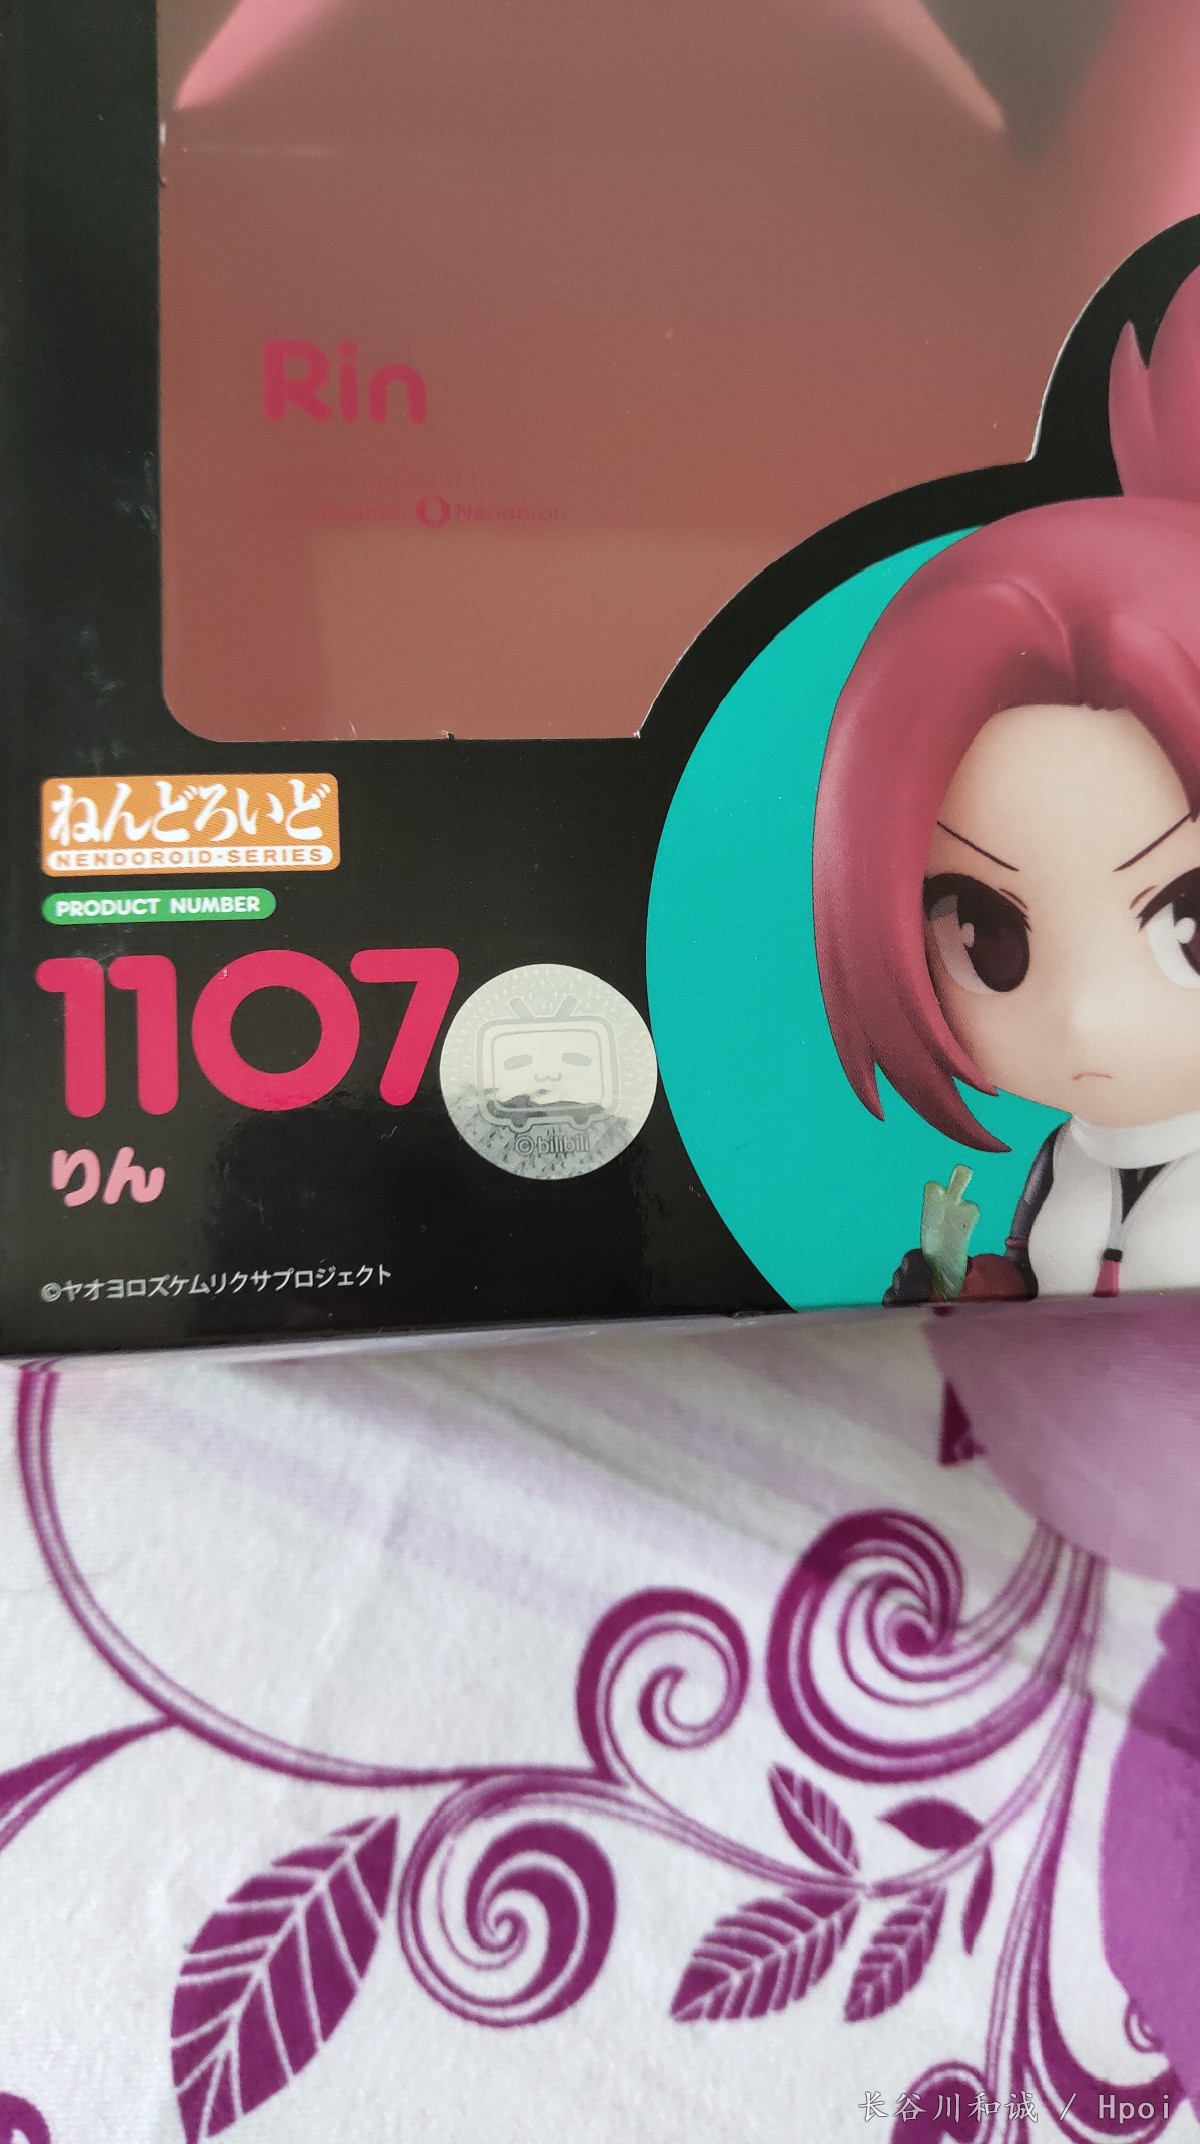 Rin
Nendoron
ねんどろいど
NENDOROID·SERIES
PRODUCT NUMBER
1107
©bilibili
りん
©ヤオヨロズケムリクサプロジェクト
长谷川和诚 / Hpoi